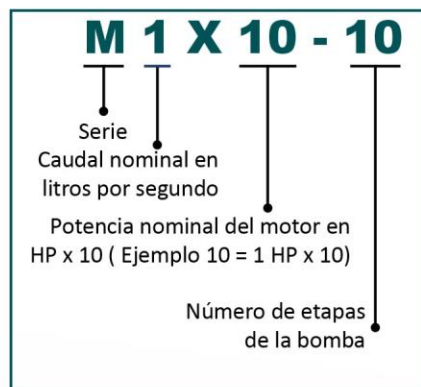 M 1 X 10 - 10
Serie
Caudal nominal en
litros por segundo
Potencia nominal del motor en
HP x 10 ( Ejemplo 10 = 1 HP x 10)
Número de etapas
de la bomba